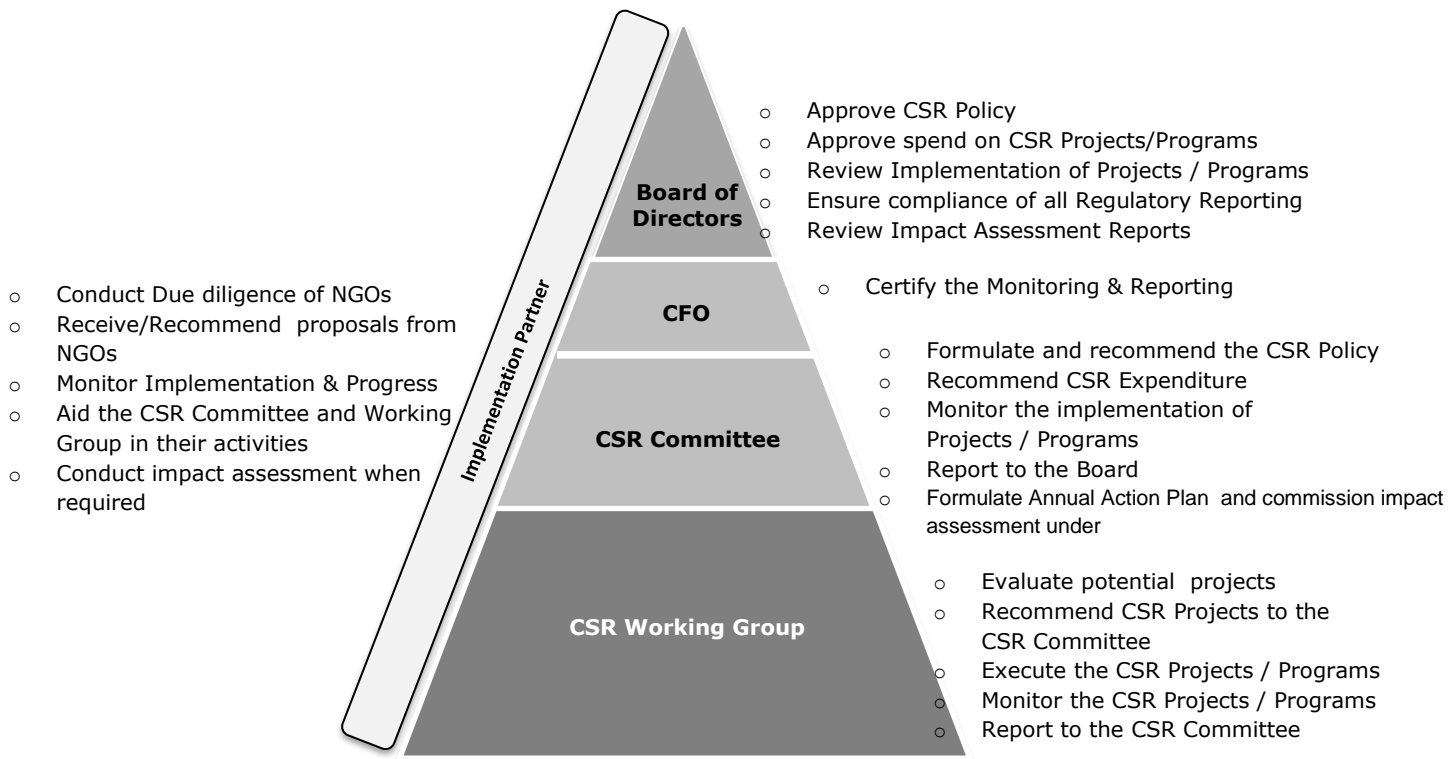 Implementation Partner
○ Conduct Due diligence of NGOs
○ Receive/Recommend proposals from
NGOs
○ Monitor Implementation & Progress
○ Aid the CSR Committee and Working
Group in their activities
○ Conduct impact assessment when
required
Board of
Directors
○ Approve CSR Policy
○ Approve spend on CSR Projects/Programs
○ Review Implementation of Projects / Programs
○ Ensure compliance of all Regulatory Reporting
○ Review Impact Assessment Reports
CFO
○ Certify the Monitoring & Reporting
CSR Committee
○ Formulate and recommend the CSR Policy
○ Recommend CSR Expenditure
○ Monitor the implementation of
Projects / Programs
○ Report to the Board
○ Formulate Annual Action Plan and commission impact
assessment under
CSR Working Group
○ Evaluate potential projects
○ Recommend CSR Projects to the
CSR Committee
○ Execute the CSR Projects / Programs
○ Monitor the CSR Projects / Programs
○ Report to the CSR Committee